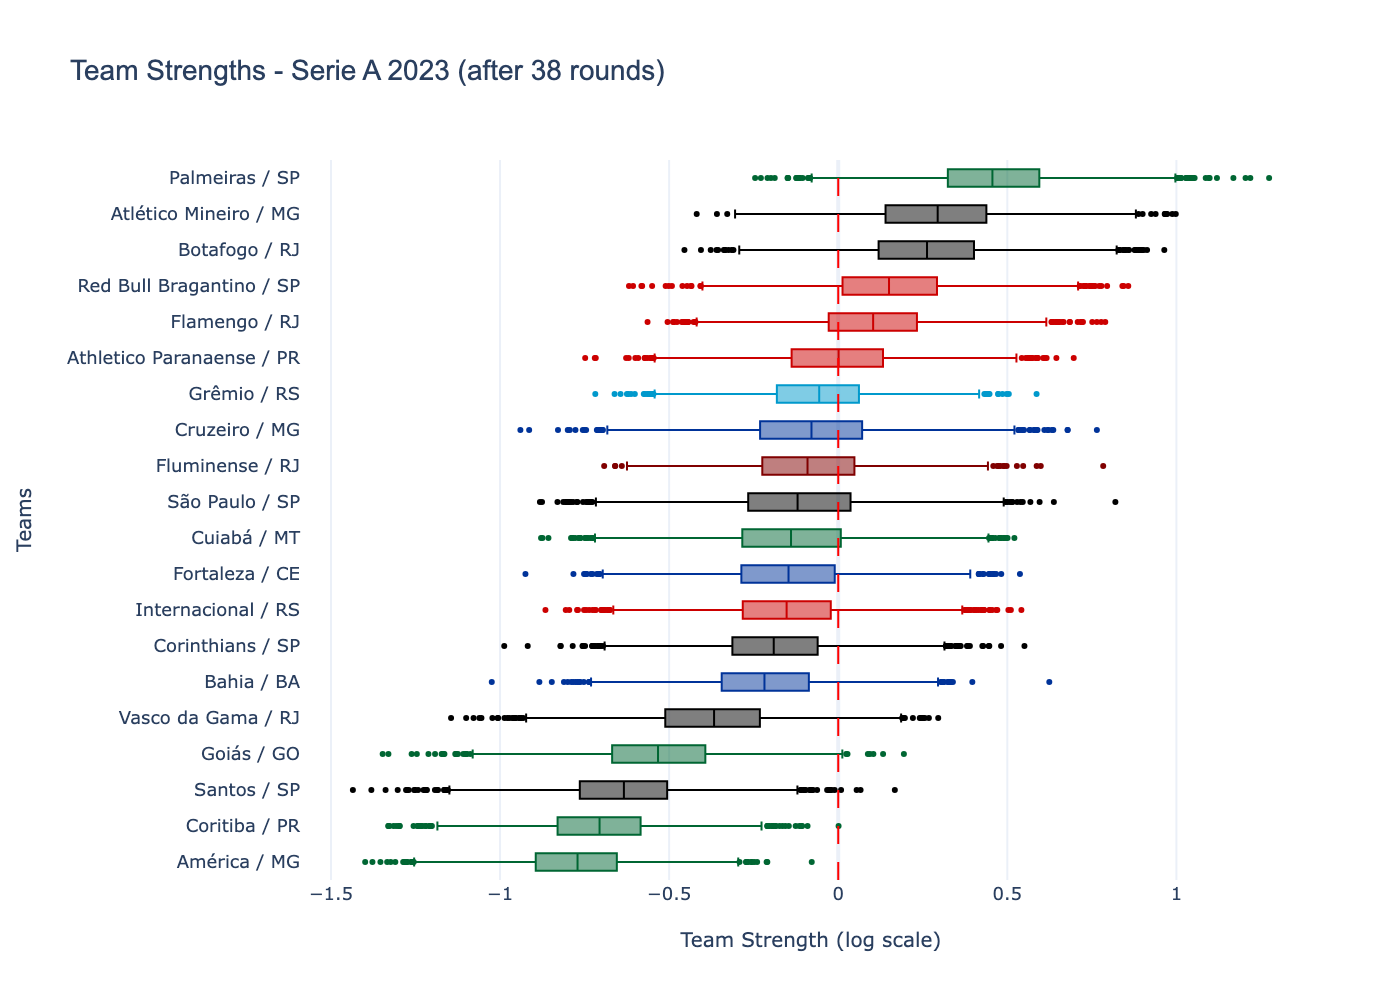 Team Strengths - Serie A 2023 (after 38 rounds)
Palmeiras / SP
Atlético Mineiro / MG
Botafogo / RJ
Red Bull Bragantino / SP
Flamengo / RJ
Athletico Paranaense / PR
Grêmio / RS
Cruzeiro / MG
Fluminense / RJ
São Paulo / SP
Cuiabá / MT
Fortaleza / CE
Internacional / RS
Corinthians / SP
Bahia / BA
Vasco da Gama / RJ
Goiás / GO
Santos / SP
Coritiba / PR
América / MG
Teams
−1.5 −1 −0.5 0 0.5 1
Team Strength (log scale)